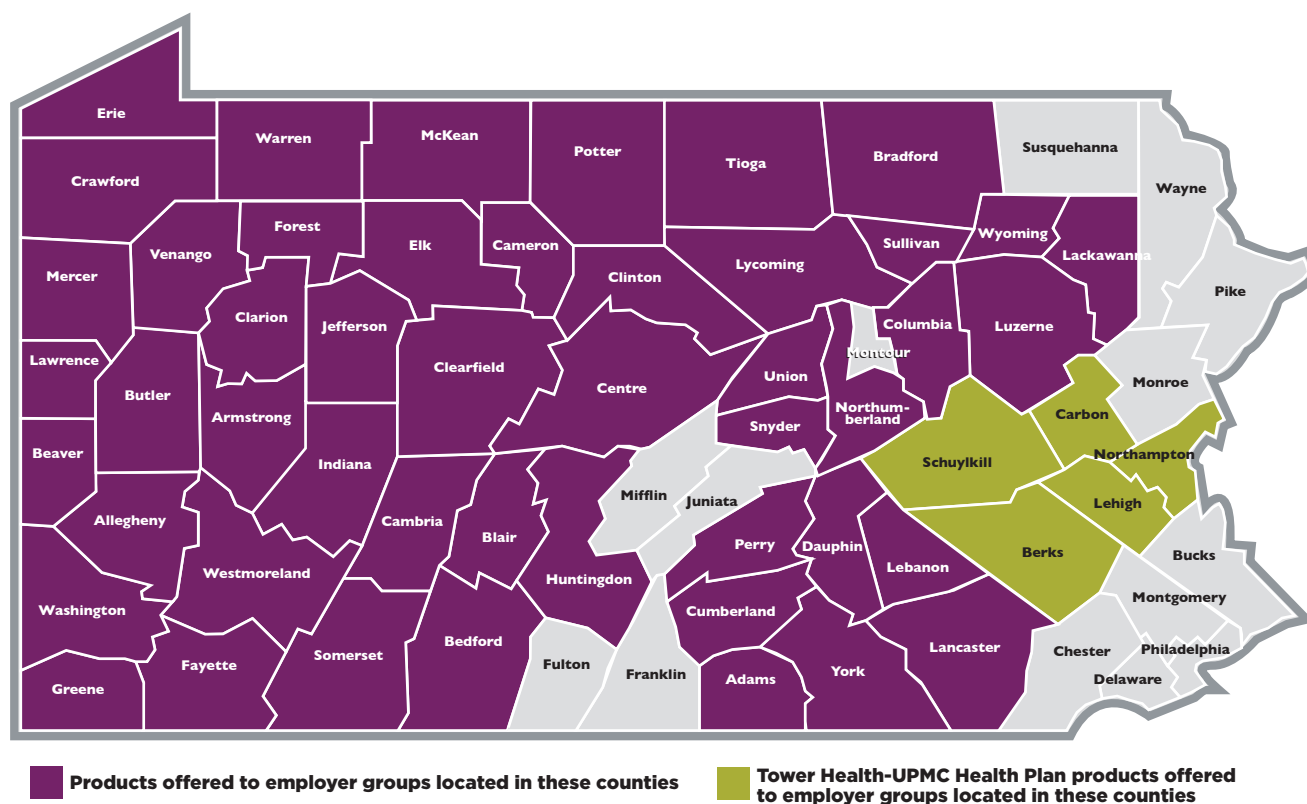 Erie
Warren
McKean
Potter
Tioga
Bradford
Susquehanna
Wayne
Crawford
Forest
Venango
Elk
Cameron
Sullivan
Wyoming
Lackawanna
Mercer
Clinton
Lycoming
Pike
Clarion
Jefferson
Columbia
Luzerne
Montour
Lawrence
Clearfield
Centre
Union
Monroe
Butler
Armstrong
Northum-
berland
Carbon
Snyder
Beaver
Indiana
Schuylkill
Northampton
Mifflin
Juniata
Lehigh
Allegheny
Cambria
Blair
Perry
Dauphin
Berks
Bucks
Westmoreland
Huntingdon
Lebanon
Washington
Cumberland
Montgomery
Somerset
Bedford
Lancaster
Chester
Philadelphia
Fayette
Fulton
Franklin
Adams
York
Delaware
Greene
Products offered to employer groups located in these counties
Tower Health-UPMC Health Plan products offered
to employer groups located in these counties